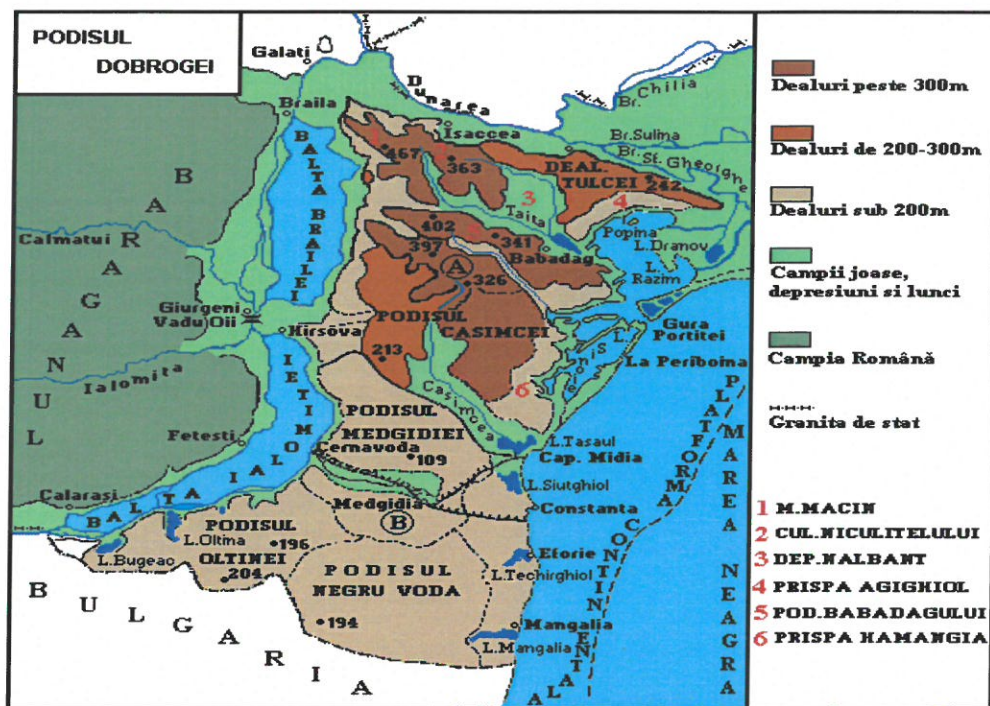 PODISUL
DOBROGEI
Galați
Dunarea
Br. Chilia
Braila
Isaccea
Br. Sulina
Br. St. Gheorghe
467
363
DEAL.
TULCEI
242
3
4
Taita
BALTA BRAILEI
BARAGANUL
Calmatui
402
5
341
Popina
L.Dranov
397
Babadag
L.
Razim
A
326
Giurgeni
Vadu Oii
Hirsova
PODISUL
CASIMCEI
Gura
Portitei
L. Sinoe
La Periboina
213
6
Ialomita
Casimcea
PODISUL
MEDGIDIEI
Fetesti
Cernavoda
109
L.Tasaul
Cap. Midia
L.Siutghiol
Calarasi
BALTA IALOMITEI
Medgidia
Constanta
B
L.Oltina
PODISUL
OLTINEI
196
204
L.Bugeac
Eforie
L.Techirghiol
PODISUL
NEGRU VODA
194
Mangalia
L.Mangalia
BULGARIA
PLATFORMA CONTINENTALA
MAREA NEAGRA
Dealuri peste 300m
Dealuri de 200-300m
Dealuri sub 200m
Campii joase,
depresiuni si lunci
Campia Română
Granita de stat
1 M.MACIN
2 CUL.NICULITELULUI
3 DEP.NALBANT
4 PRISPA AGIGHIOL
5 POD.BABADAGULUI
6 PRISPA HAMANGIA